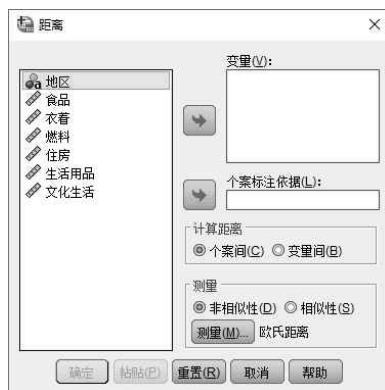 距离
变量(V):
地区
食品
衣着
燃料
住房
生活用品
文化生活
个案标注依据(L):
计算距离
个案间(C) 变量间(B)
测量
非相似性(D) 相似性(S)
测量(M)... 欧氏距离
确定 粘贴(P) 重置(R) 取消 帮助